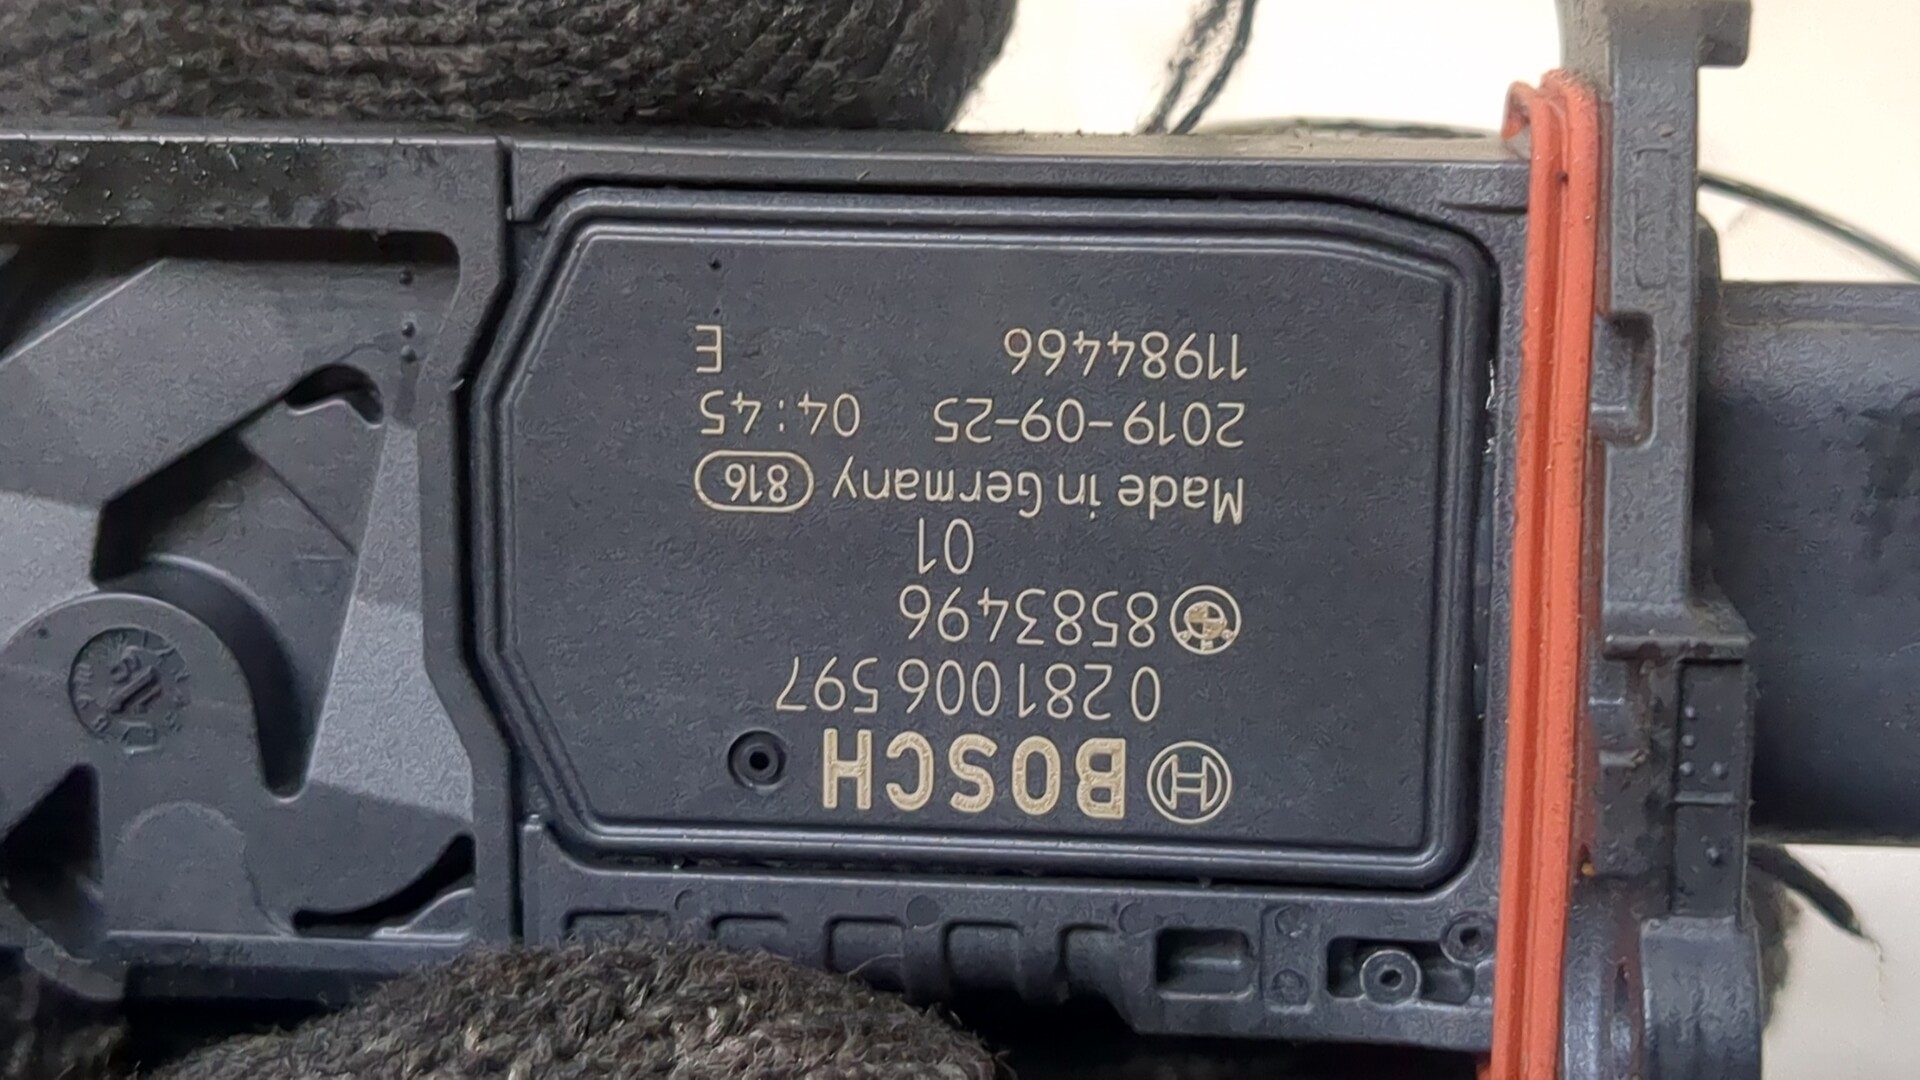 BOSCH
0 281 006 597
8583496
01
Made in Germany 816
2019-09-25 04:45
11984466 E